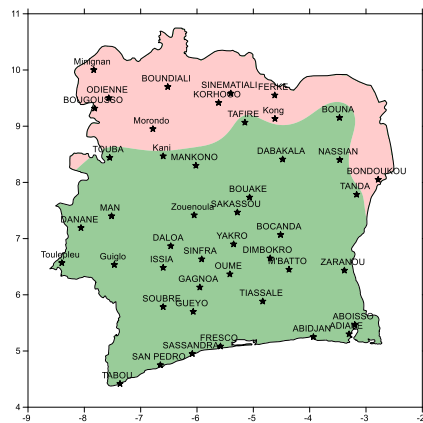 11
10
9
8
7
6
5
4
Minignan
BOUNDIALI
ODIENNE
SINEMATIALI
FERKE
BOUGOUSSO
KORHOGO
BOUNA
TAFIRE
Kong
Morondo
TOUBA
Kani
MANKONO
DABAKALA
NASSIAN
BONDOUKOU
TANDA
BOUAKE
MAN
Zouenoula
SAKASSOU
DANANE
DALOA
YAKRO
BOCANDA
Toulepleu
Guiglo
ISSIA
SINFRA
DIMBOKRO
M'BATTO
ZARANOU
OUME
GAGNOA
SOUBRE
GUEYO
TIASSALE
ABOISSO
ABIDJAN
ADIAKE
FRESCO
SASSANDRA
SAN PEDRO
TABOU
-9 -8 -7 -6 -5 -4 -3 -2